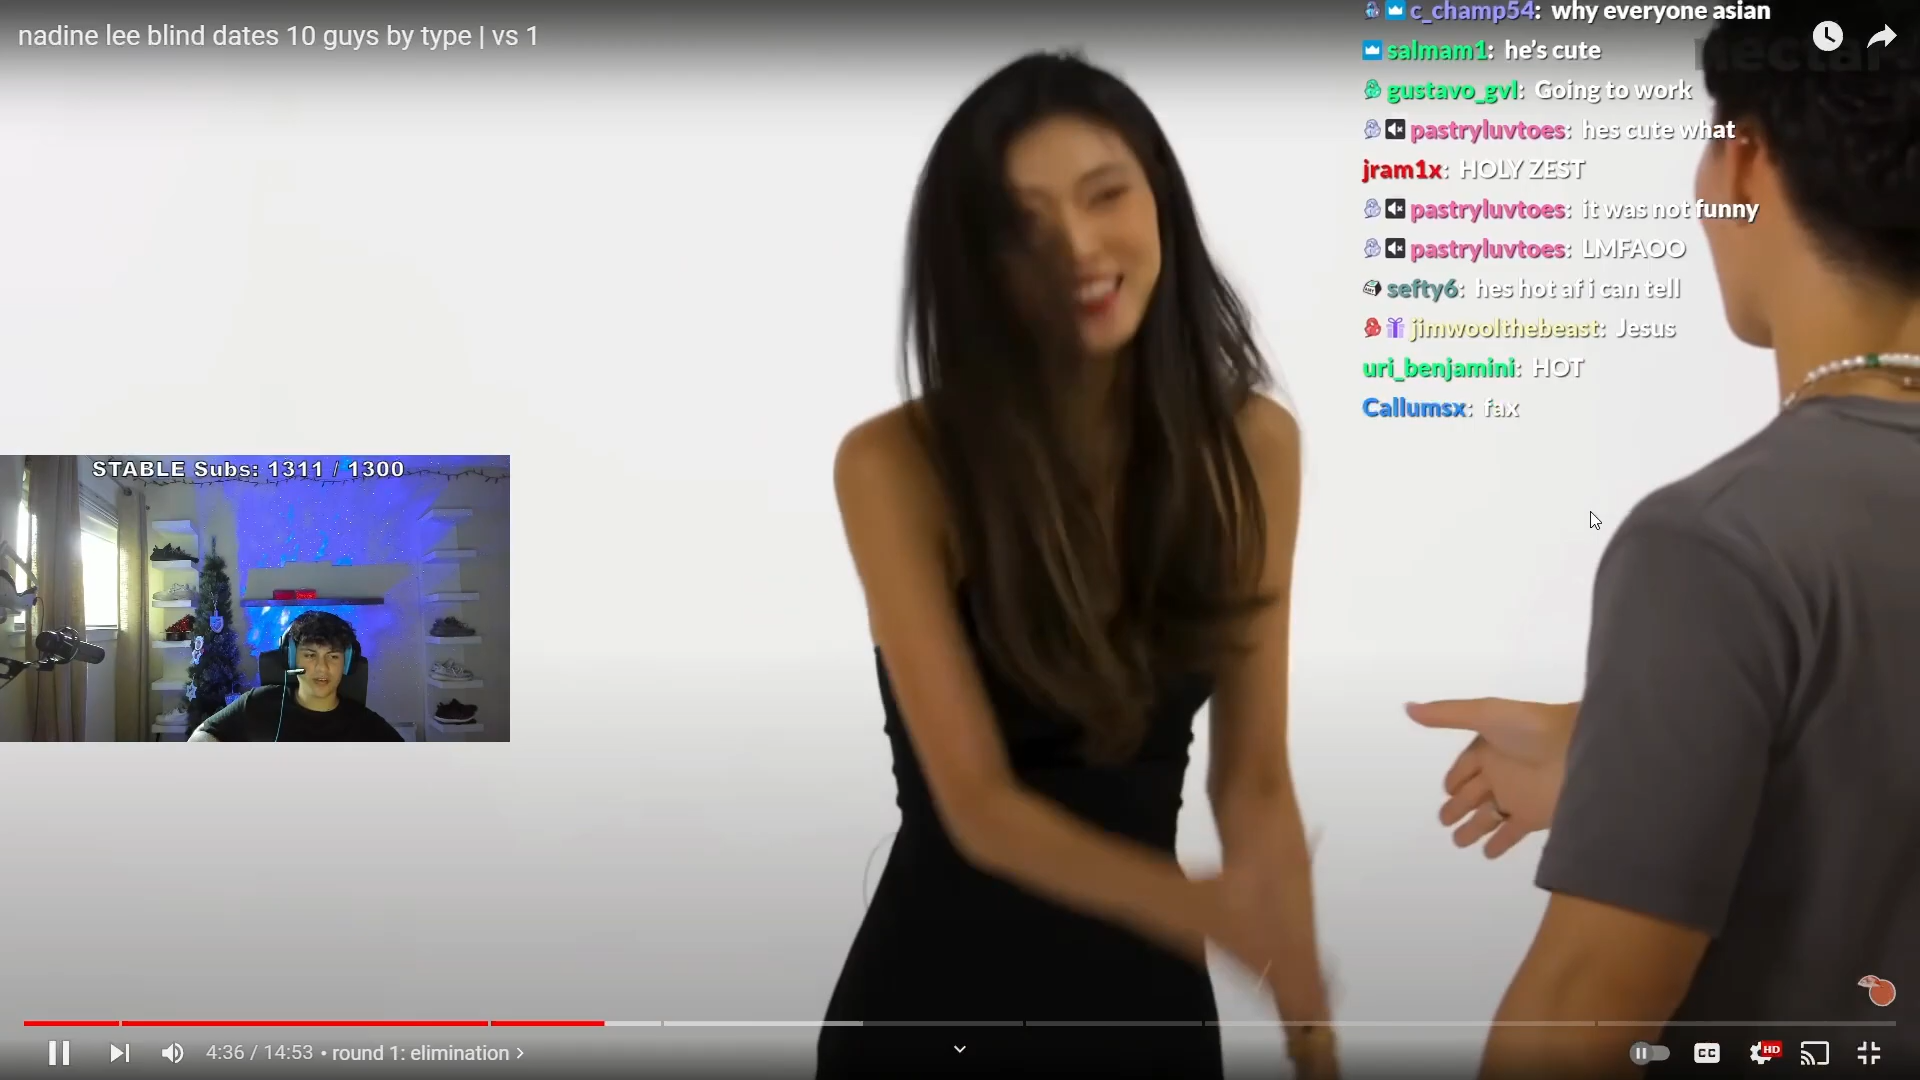 nadine lee blind dates 10 guys by type | vs 1
c_champ54: why everyone asian
salmam1: he's cute
nectar
gustavo_gvl: Going to work
pastryluvtoes: hes cute what
jram1x: HOLY ZEST
pastryluvtoes: it was not funny
pastryluvtoes: LMFAOO
sefty6: hes hot af i can tell
jimwoolthebeast: Jesus
uri_benjamini: HOT
Callumsx: fax
STABLE Subs: 1311 / 1300
4:36 / 14:53 • round 1: elimination >
CC
HD